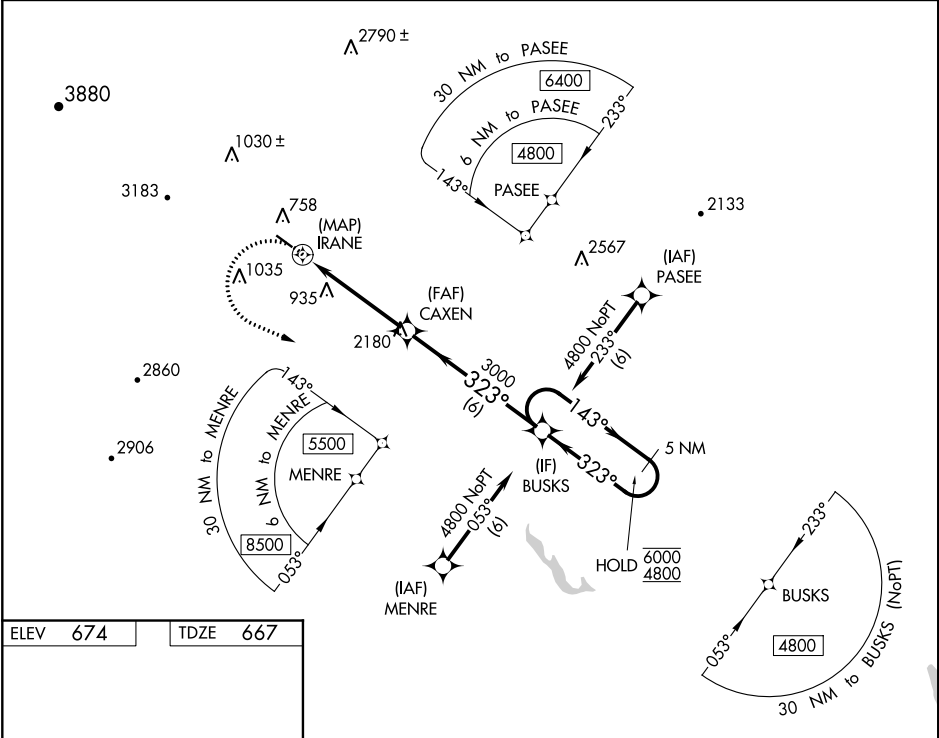 2790 ±
3880
30 NM to PASEE
6400
6 NM to PASEE
4800
233°
143°
PASEE
1030 ±
3183
758
(MAP)
IRANE
1035
935
2133
2567
(IAF)
PASEE
(FAF)
CAXEN
2180
4800 NoPT
233°
(6)
3000
323°
(6)
143°
5 NM
323°
(IF)
BUSKS
2860
2906
143°
30 NM to MENRE
6 NM to MENRE
5500
MENRE
8500
053°
4800 NoPT
053°
(6)
(IAF)
MENRE
HOLD 6000
4800
233°
BUSKS
053°
4800
30 NM to BUSKS (NoPT)
ELEV 674
TDZE 667